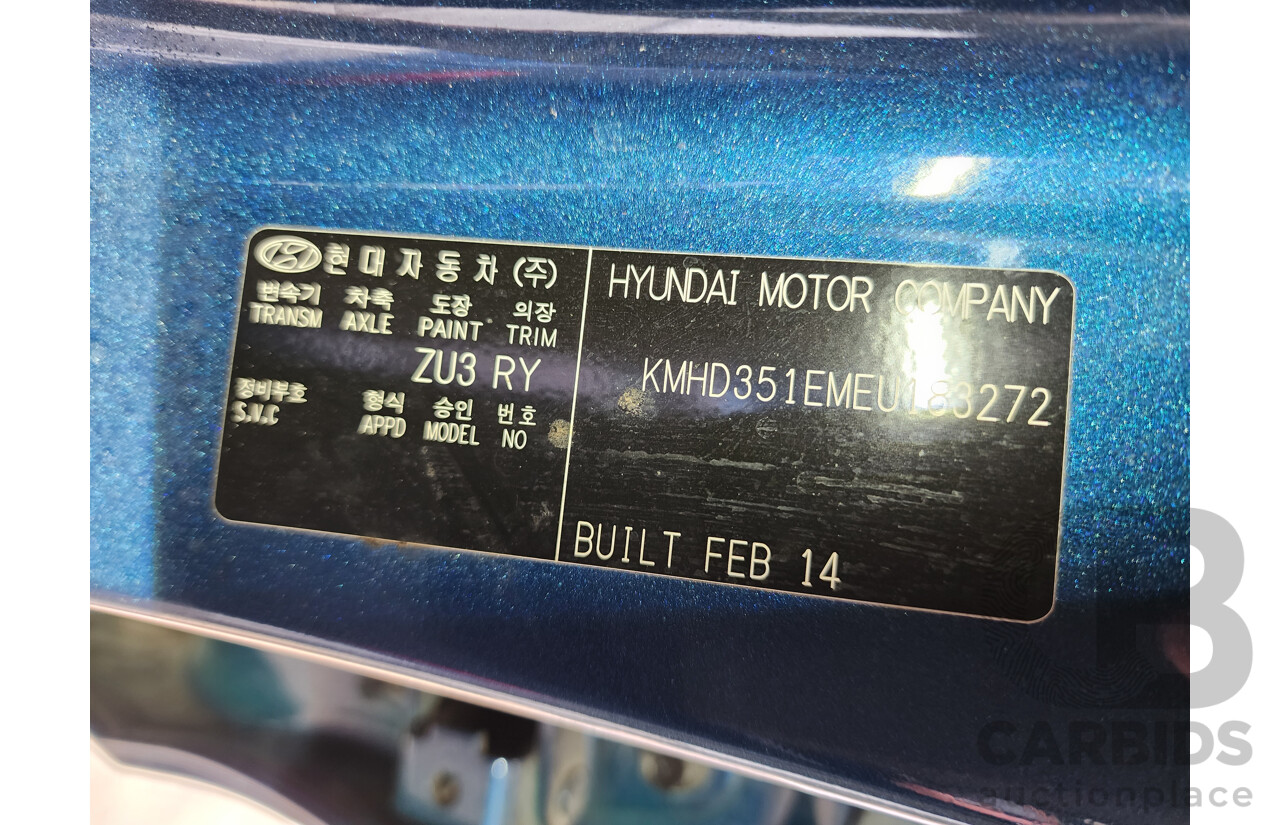 현대자동차 (주)
변속기 차축 도장 의장
TRANSM AXLE PAINT TRIM
ZU3 RY
정비부호 형식 승인 번호
S.V.C APPD MODEL NO
HYUNDAI MOTOR COMPANY
KMHD351EMEU183272
BUILT FEB 14
CARBIDS
auctionplace